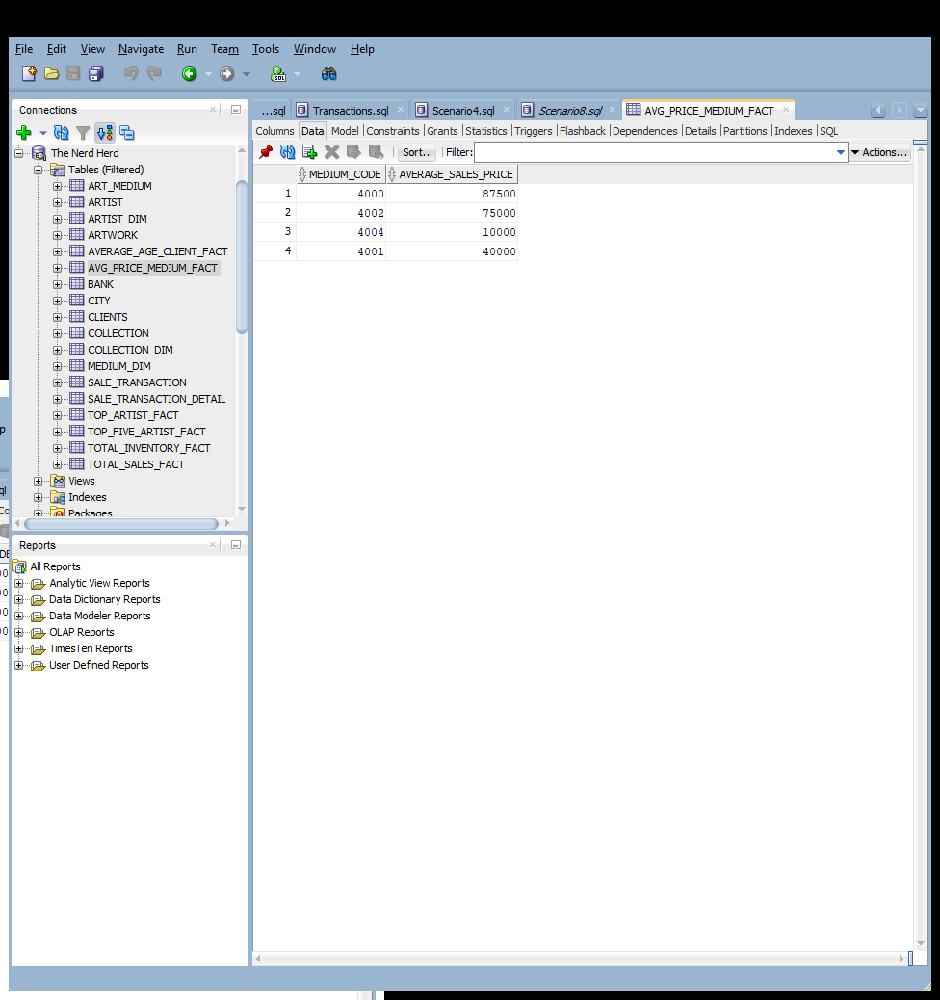 File Edit View Navigate Run Team Tools Window Help
SQL
Connections
...sql Transactions.sql Scenario4.sql Scenario8.sql AVG_PRICE_MEDIUM_FACT
Columns Data Model Constraints Grants Statistics Triggers Flashback Dependencies Details Partitions Indexes SQL
Sort.. Filter: Actions...
The Nerd Herd
Tables (Filtered)
ART_MEDIUM
ARTIST
ARTIST_DIM
ARTWORK
AVERAGE_AGE_CLIENT_FACT
AVG_PRICE_MEDIUM_FACT
BANK
CITY
CLIENTS
COLLECTION
COLLECTION_DIM
MEDIUM_DIM
SALE_TRANSACTION
SALE_TRANSACTION_DETAIL
TOP_ARTIST_FACT
TOP_FIVE_ARTIST_FACT
TOTAL_INVENTORY_FACT
TOTAL_SALES_FACT
Views
Indexes
Packages
MEDIUM_CODE AVERAGE_SALES_PRICE
1 4000 87500
2 4002 75000
3 4004 10000
4 4001 40000
Reports
All Reports
Analytic View Reports
Data Dictionary Reports
Data Modeler Reports
OLAP Reports
TimesTen Reports
User Defined Reports